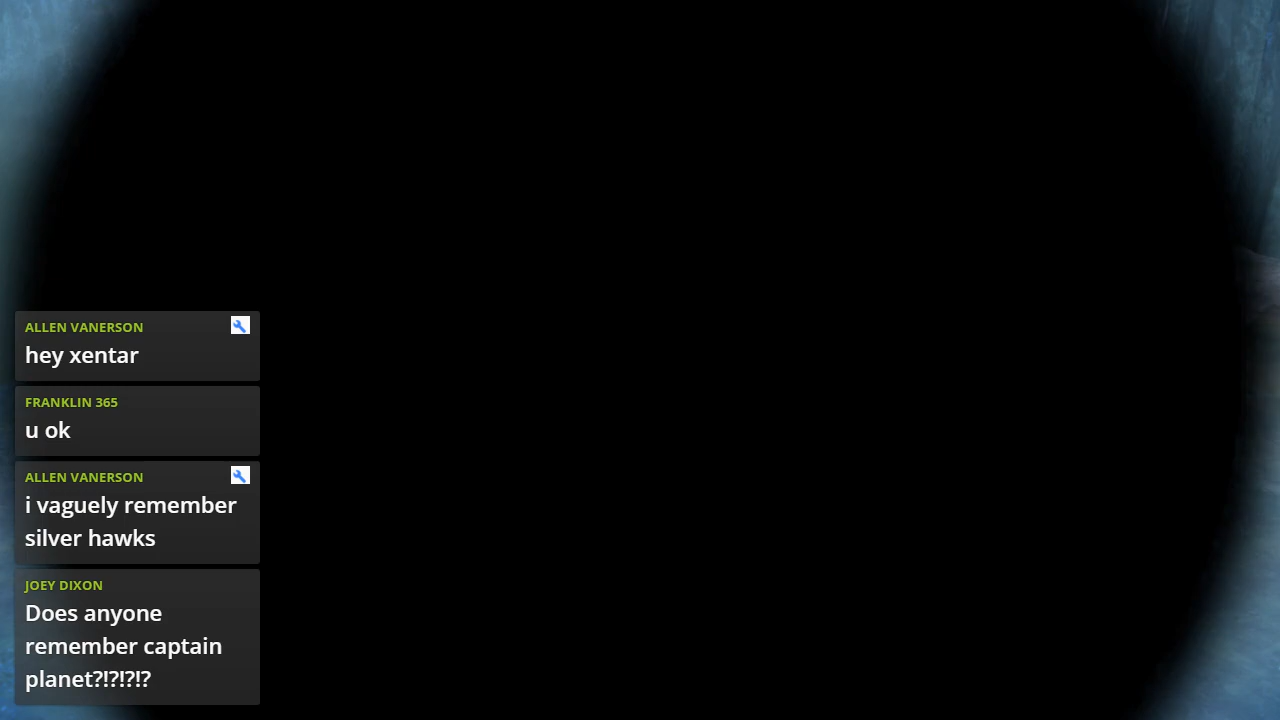 ALLEN VANERSON
hey xentar
FRANKLIN 365
u ok
ALLEN VANERSON
i vaguely remember
silver hawks
JOEY DIXON
Does anyone
remember captain
planet?!?!?!?